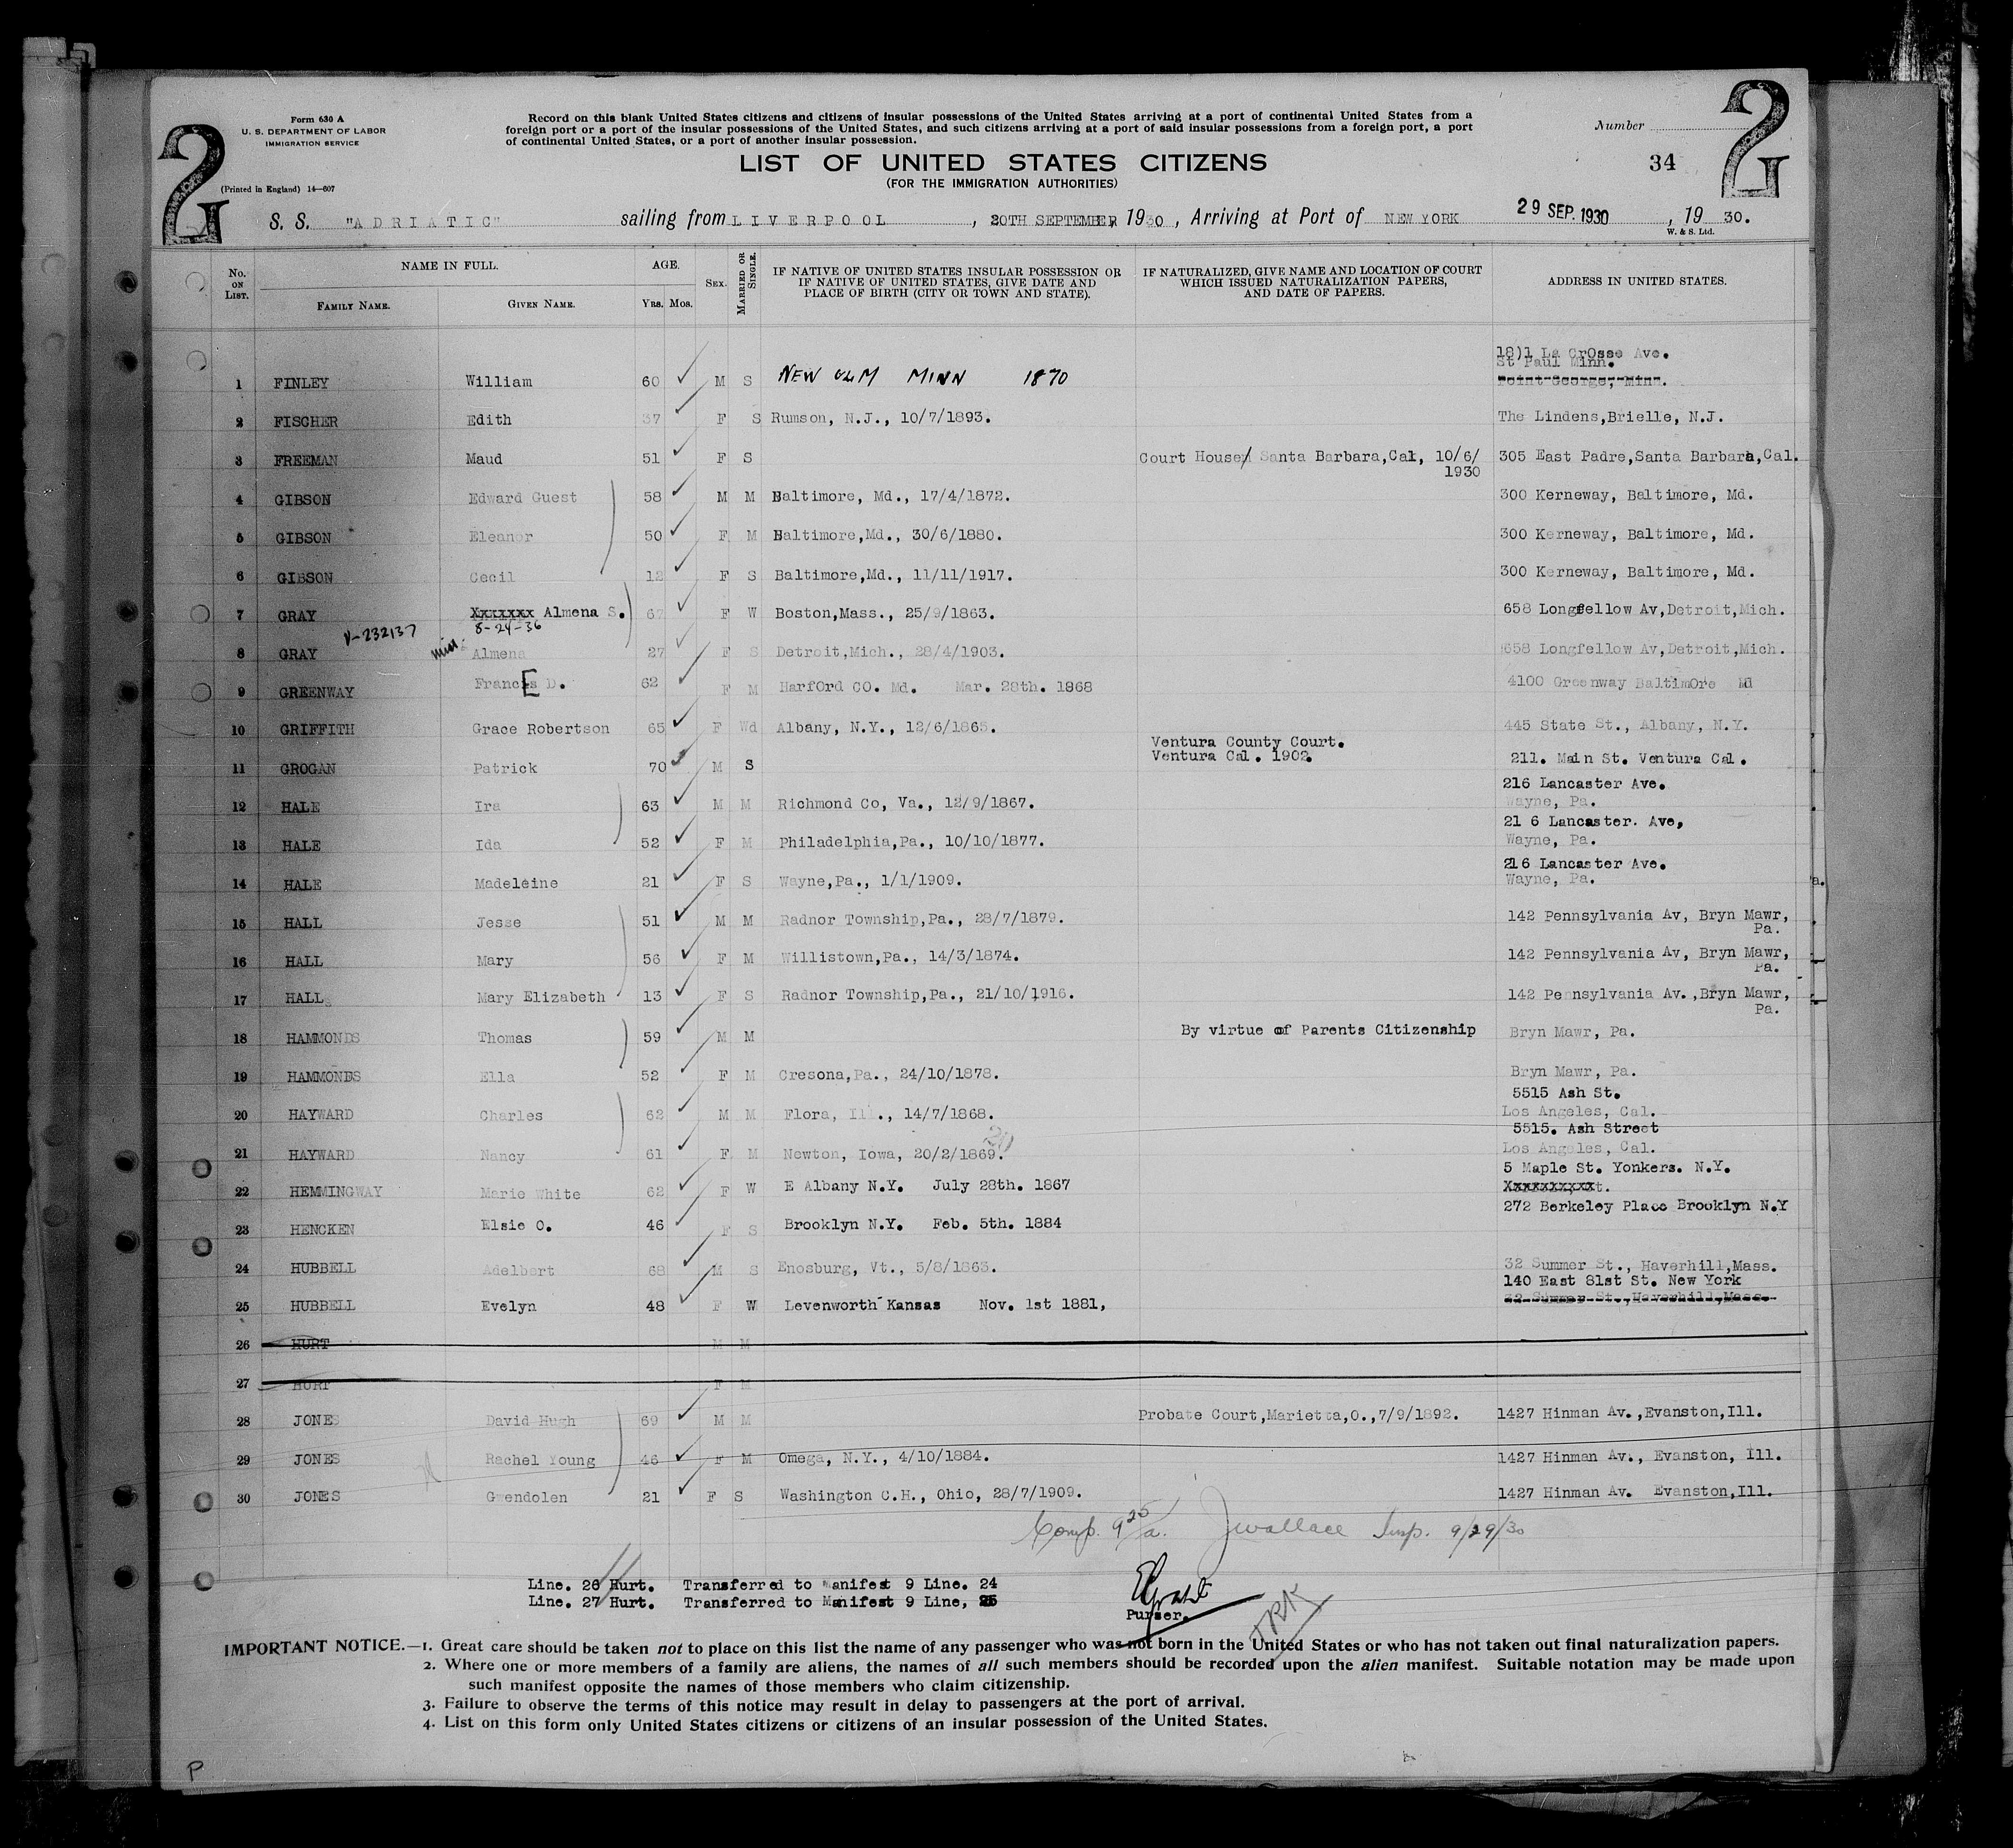 2
2
Form 630 A
U. S. DEPARTMENT OF LABOR
IMMIGRATION SERVICE
(Printed in England) 14—607
Record on this blank United States citizens and citizens of insular possessions of the United States arriving at a port of continental United States from a
foreign port or a port of the insular possessions of the United States, and such citizens arriving at a port of said insular possessions from a foreign port, a port
of continental United States, or a port of another insular possession.
Number
34
LIST OF UNITED STATES CITIZENS
(FOR THE IMMIGRATION AUTHORITIES)
S. S. "ADRIATIC" sailing from LIVERPOOL, 20TH SEPTEMBER, 1930, Arriving at Port of NEW YORK 29 SEP. 1930, 19 30.
W. & S. Ltd.
No. ON LIST. NAME IN FULL. FAMILY NAME. GIVEN NAME. AGE. YRS. MOS. SEX. MARRIED OR SINGLE. IF NATIVE OF UNITED STATES INSULAR POSSESSION OR IF NATIVE OF UNITED STATES, GIVE DATE AND PLACE OF BIRTH (CITY OR TOWN AND STATE). IF NATURALIZED, GIVE NAME AND LOCATION OF COURT WHICH ISSUED NATURALIZATION PAPERS, AND DATE OF PAPERS. ADDRESS IN UNITED STATES.
18)1 La Crosse Ave.
St Paul Minn.
1 FINLEY William 60 M S NEW ULM MINN 1870 Point George, Minn.
2 FISCHER Edith 37 F S Rumson, N.J., 10/7/1893. The Lindens,Brielle, N.J.
3 FREEMAN Maud 51 F S Court House, Santa Barbara,Cal, 10/6/ 305 East Padre,Santa Barbara,Cal.
1930
4 GIBSON Edward Guest 58 M M Baltimore, Md., 17/4/1872. 300 Kerneway, Baltimore, Md.
5 GIBSON Eleanor 50 F M Baltimore,Md., 30/6/1880. 300 Kerneway, Baltimore, Md.
6 GIBSON Cecil 12 F S Baltimore,Md., 11/11/1917. 300 Kerneway, Baltimore, Md.
7 GRAY Xxxxxxx Almena S. 67 F W Boston,Mass., 25/9/1863. 658 Longfellow Av,Detroit,Mich.
V-232137 8-24-36
8 GRAY Miss Almena 27 F S Detroit,Mich., 28/4/1903. 658 Longfellow Av,Detroit,Mich.
9 GREENWAY Frances D. 62 F M Harford CO. Md. Mar. 28th. 1868 4100 Greenway Baltimore Md
10 GRIFFITH Grace Robertson 65 F Wd Albany, N.Y., 12/6/1865. 445 State St., Albany, N.Y.
Ventura County Court.
11 GROGAN Patrick 70 M S Ventura Cal. 1902. 211. Main St. Ventura Cal.
216 Lancaster Ave.
12 HALE Ira 63 M M Richmond Co, Va., 12/9/1867. Wayne, Pa.
21 6 Lancaster. Ave,
13 HALE Ida 52 F M Philadelphia,Pa., 10/10/1877. Wayne, Pa.
216 Lancaster Ave.
14 HALE Madeleine 21 F S Wayne,Pa., 1/1/1909. Wayne, Pa.
15 HALL Jesse 51 M M Radnor Township,Pa., 28/7/1879. 142 Pennsylvania Av, Bryn Mawr,
Pa.
16 HALL Mary 56 F M Willistown,Pa., 14/3/1874. 142 Pennsylvania Av, Bryn Mawr,
Pa.
17 HALL Mary Elizabeth 13 F S Radnor Township,Pa., 21/10/1916. 142 Pennsylvania Av.,Bryn Mawr,
Pa.
18 HAMMONDS Thomas 59 M M By virtue of Parents Citizenship Bryn Mawr, Pa.
19 HAMMONDS Ella 52 F M Cresona,Pa., 24/10/1878. Bryn Mawr, Pa.
5515 Ash St.
20 HAYWARD Charles 62 M M Flora, Ill., 14/7/1868. Los Angeles, Cal.
5515. Ash Street
21 HAYWARD Nancy 61 F M Newton, Iowa, 20/2/1869. 20 Los Angeles, Cal.
5 Maple St. Yonkers. N.Y.
22 HEMMINGWAY Marie White 62 F W E Albany N.Y. July 28th. 1867
272 Berkeley Place Brooklyn N.Y
23 HENCKEN Elsie O. 46 F S Brooklyn N.Y. Feb. 5th. 1884
24 HUBBELL Adelbert 68 M S Enosburg, Vt., 5/8/1863. 32 Summer St., Haverhill,Mass.
140 East 81st St. New York
25 HUBBELL Evelyn 48 F W Levenworth Kansas Nov. 1st 1881, 32 Summer St.,Haverhill,Mass.
26 HURT M M
27 HURT F M
28 JONES David Hugh 69 M M Probate Court,Marietta,O.,7/9/1892. 1427 Hinman Av.,Evanston,Ill.
29 JONES Rachel Young 46 F M Omega, N.Y., 4/10/1884. 1427 Hinman Av., Evanston, Ill.
30 JONES Gwendolen 21 F S Washington C.H., Ohio, 28/7/1909. 1427 Hinman Av. Evanston,Ill.
Comp. 9 25/a. J Wallace Insp. 9/29/30
Line. 26 Hurt. Transferred to Manifest 9 Line. 24
Line. 27 Hurt. Transferred to Manifest 9 Line, 25
Purser.
IMPORTANT NOTICE.—1. Great care should be taken not to place on this list the name of any passenger who was not born in the United States or who has not taken out final naturalization papers.
2. Where one or more members of a family are aliens, the names of all such members should be recorded upon the alien manifest. Suitable notation may be made upon
such manifest opposite the names of those members who claim citizenship.
3. Failure to observe the terms of this notice may result in delay to passengers at the port of arrival.
4. List on this form only United States citizens or citizens of an insular possession of the United States.
P